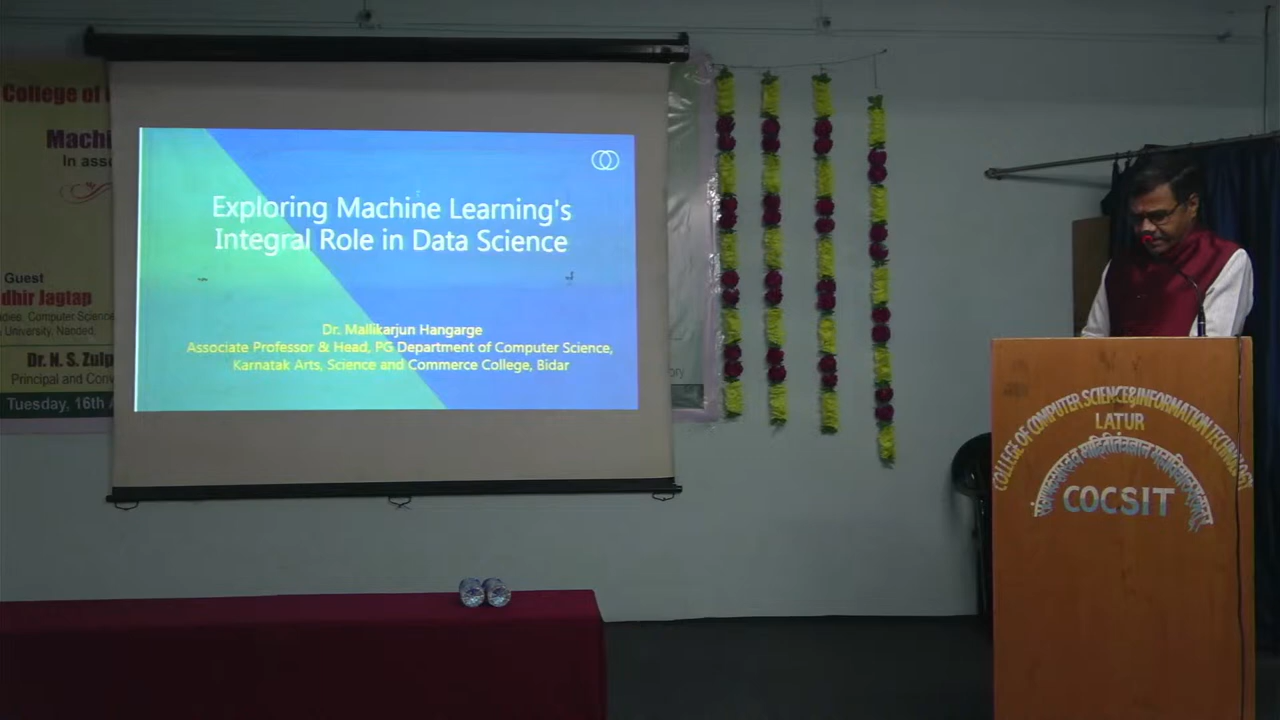 College of
Machi
In asso
Guest
dhir Jagtap
udies, Computer Science
University, Nanded.
Dr. N. S. Zulp
Principal and Conv
Tuesday, 16th A
Exploring Machine Learning's
Integral Role in Data Science
Dr. Mallikarjun Hangarge
Associate Professor & Head, PG Department of Computer Science,
Karnatak Arts, Science and Commerce College, Bidar
ory
COLLEGE OF COMPUTER SCIENCE & INFORMATION TECHNOLOGY
LATUR
COCSIT